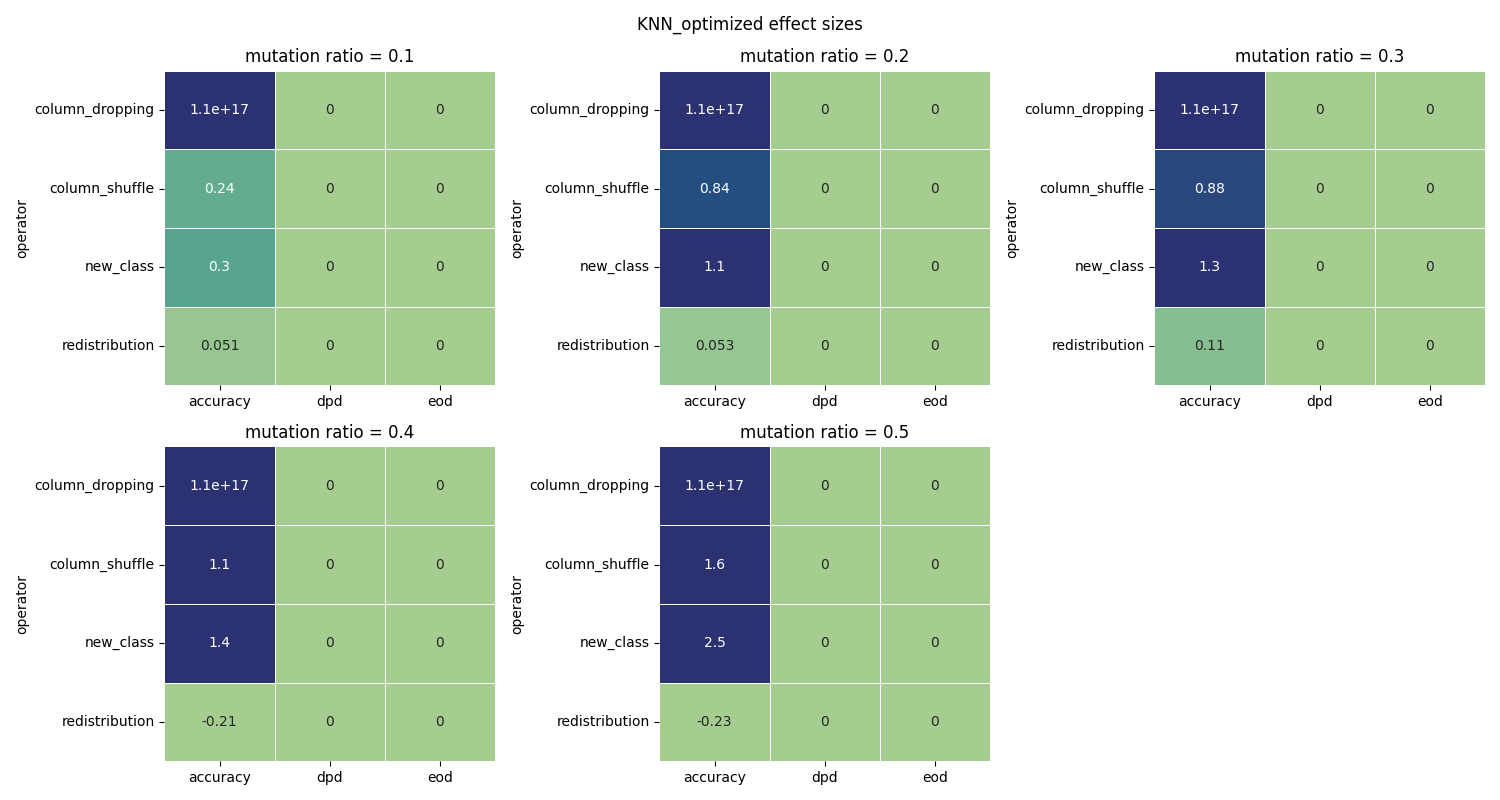 KNN_optimized effect sizes
mutation ratio = 0.1
column_dropping 1.1e+17 0 0
column_shuffle 0.24 0 0
new_class 0.3 0 0
redistribution 0.051 0 0
operator
accuracy dpd eod
mutation ratio = 0.2
column_dropping 1.1e+17 0 0
column_shuffle 0.84 0 0
new_class 1.1 0 0
redistribution 0.053 0 0
operator
accuracy dpd eod
mutation ratio = 0.3
column_dropping 1.1e+17 0 0
column_shuffle 0.88 0 0
new_class 1.3 0 0
redistribution 0.11 0 0
operator
accuracy dpd eod
mutation ratio = 0.4
column_dropping 1.1e+17 0 0
column_shuffle 1.1 0 0
new_class 1.4 0 0
redistribution -0.21 0 0
operator
accuracy dpd eod
mutation ratio = 0.5
column_dropping 1.1e+17 0 0
column_shuffle 1.6 0 0
new_class 2.5 0 0
redistribution -0.23 0 0
operator
accuracy dpd eod